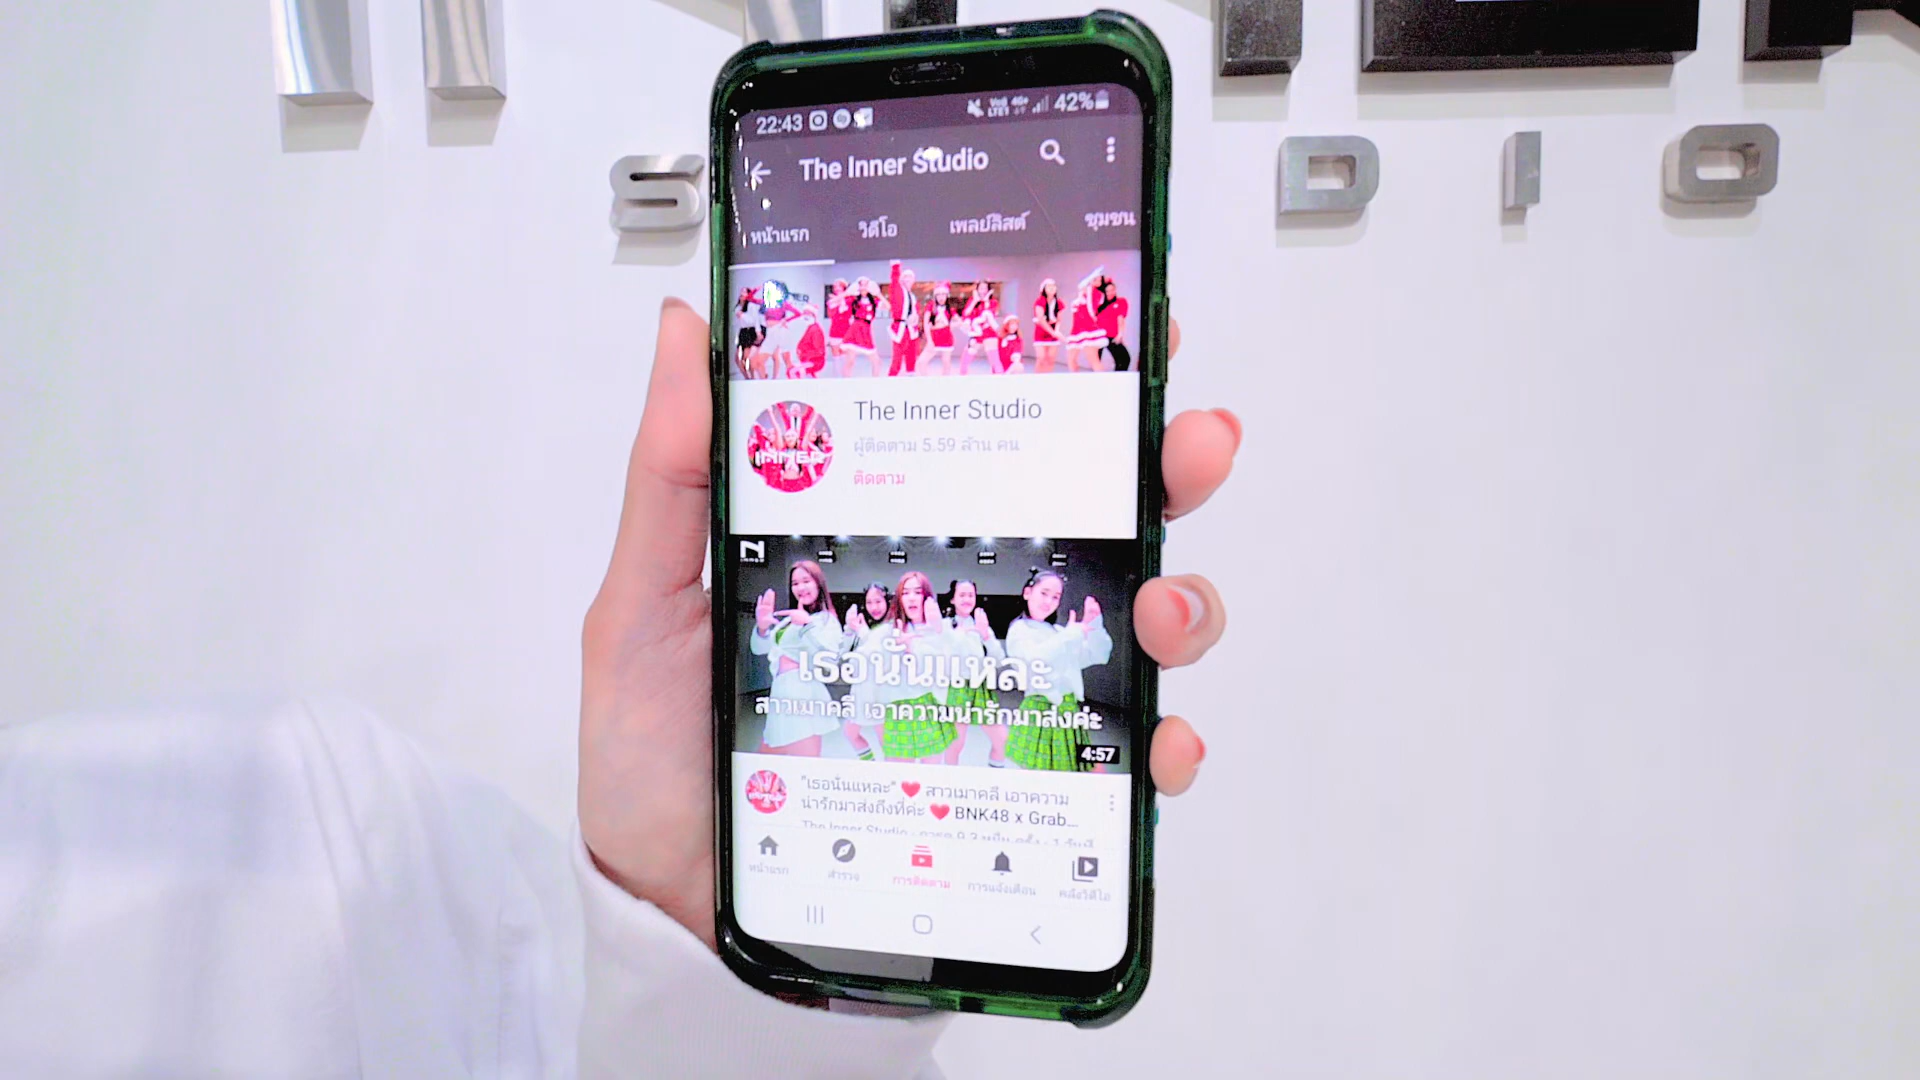 S DIO
22:43 Vo) 4G+ LTE1 42%
The Inner Studio
หน้าแรก วิดีโอ เพลย์ลิสต์ ชุมชน
INNER
The Inner Studio
ผู้ติดตาม 5.59 ล้าน คน
ติดตาม
INNER
เธอนั่นแหละ
สาวเมาคลี เอาความน่ารักมาส่งค่ะ
4:57
"เธอนั่นแหละ" ❤ สาวเมาคลี เอาความ
น่ารักมาส่งถึงที่ค่ะ ❤ BNK48 x Grab...
The Inner Studio
หน้าแรก สำรวจ การติดตาม การแจ้งเตือน คลังวิดีโอ